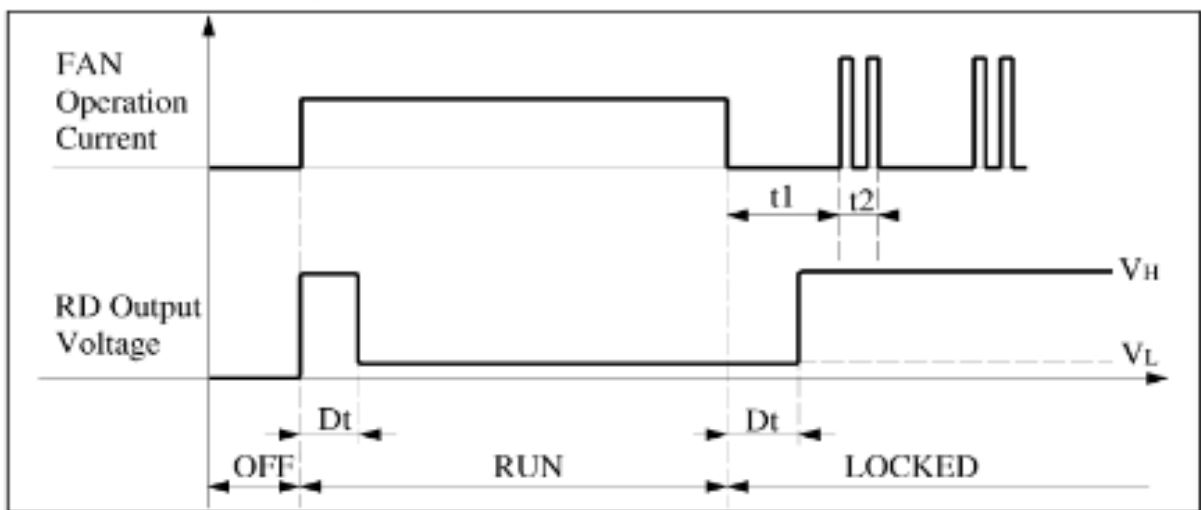 FAN
Operation
Current
t1
t2
RD Output
Voltage
VH
VL
Dt
Dt
OFF
RUN
LOCKED